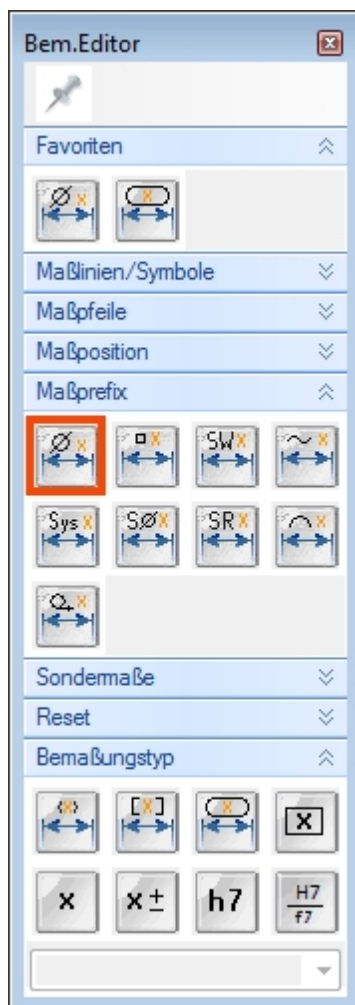 Bem.Editor
Favoriten
Ø x
x
Maßlinien/Symbole
Maßpfeile
Maßposition
Maßprefix
Ø x □ x SW x ~ x
Sys x SØ x SR x ⌒ x
x
Sondermaße
Reset
Bemaßungstyp
(x) [x] x x
x x± h7 H7
f7